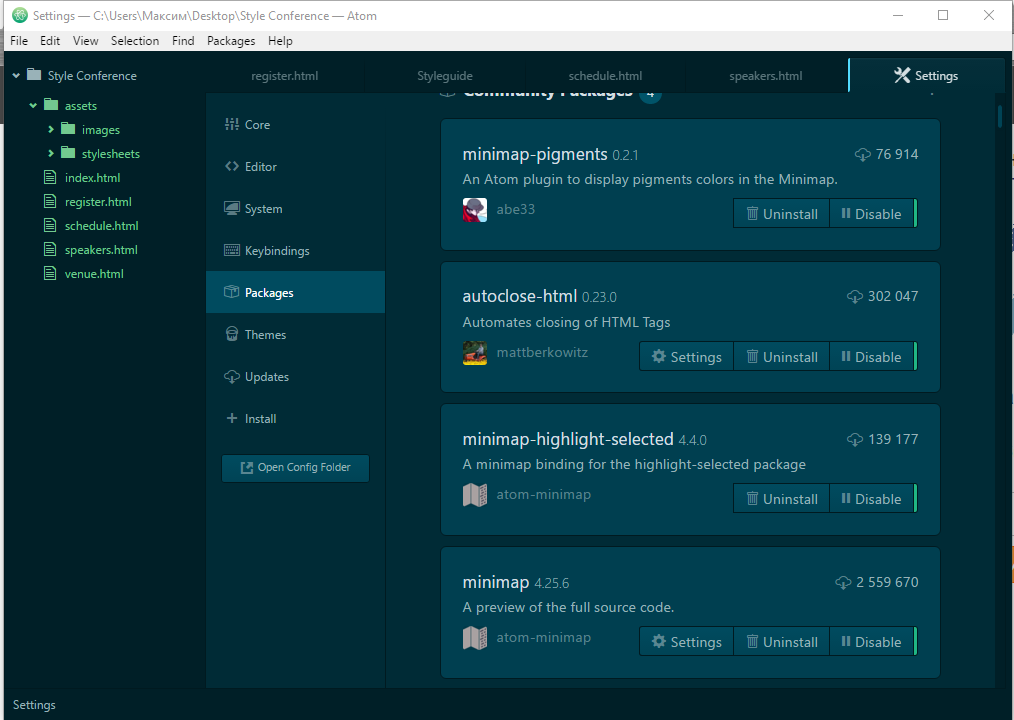 Settings — C:\Users\Максим\Desktop\Style Conference — Atom
File Edit View Selection Find Packages Help
Style Conference
assets
images
stylesheets
index.html
register.html
schedule.html
speakers.html
venue.html
register.html Styleguide schedule.html speakers.html Settings
Core
Editor
System
Keybindings
Packages
Themes
Updates
Install
Open Config Folder
Community Packages 4
minimap-pigments 0.2.1 76 914
An Atom plugin to display pigments colors in the Minimap.
abe33 Uninstall Disable
autoclose-html 0.23.0 302 047
Automates closing of HTML Tags
mattberkowitz Settings Uninstall Disable
minimap-highlight-selected 4.4.0 139 177
A minimap binding for the highlight-selected package
atom-minimap Uninstall Disable
minimap 4.25.6 2 559 670
A preview of the full source code.
atom-minimap Settings Uninstall Disable
Settings